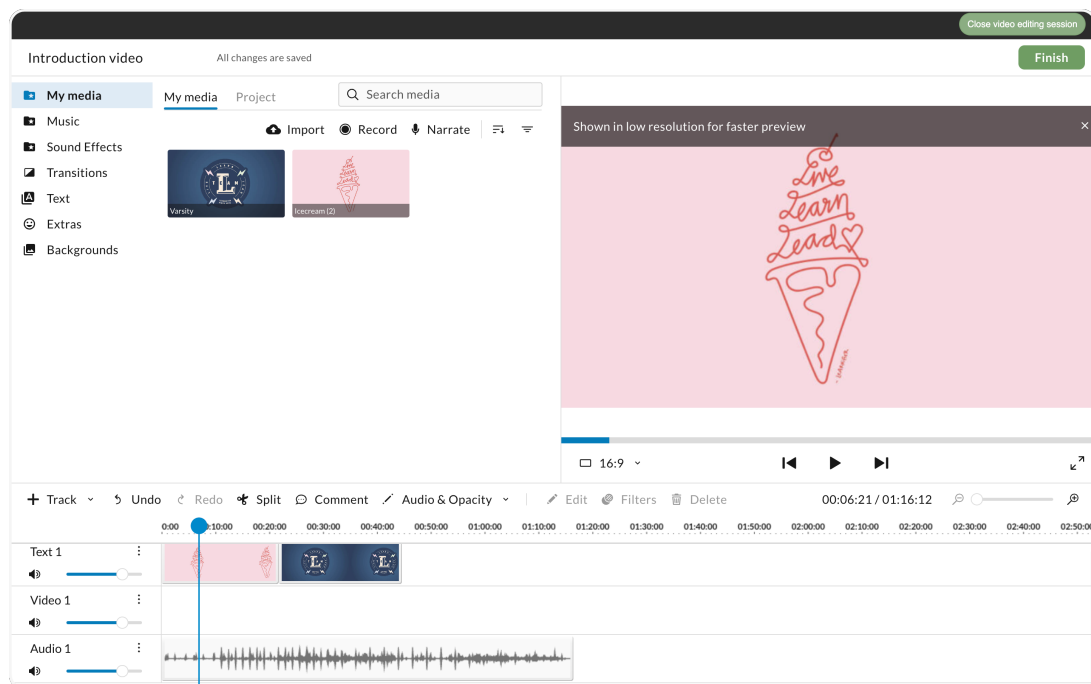 Close video editing session
Introduction video
All changes are saved
Finish
My media
Music
Sound Effects
Transitions
Text
Extras
Backgrounds
My media Project
Search media
Import Record Narrate
TEAM
L
Varsity
Icecream (2)
Shown in low resolution for faster preview
Live
Learn
Lead
16:9
Track Undo Redo Split Comment Audio & Opacity Edit Filters Delete 00:06:21 / 01:16:12
0:00 :10:00 00:20:00 00:30:00 00:40:00 00:50:00 01:00:00 01:10:00 01:20:00 01:30:00 01:40:00 01:50:00 02:00:00 02:10:00 02:20:00 02:30:00 02:40:00 02:50:00
Text 1
L L
Video 1
Audio 1